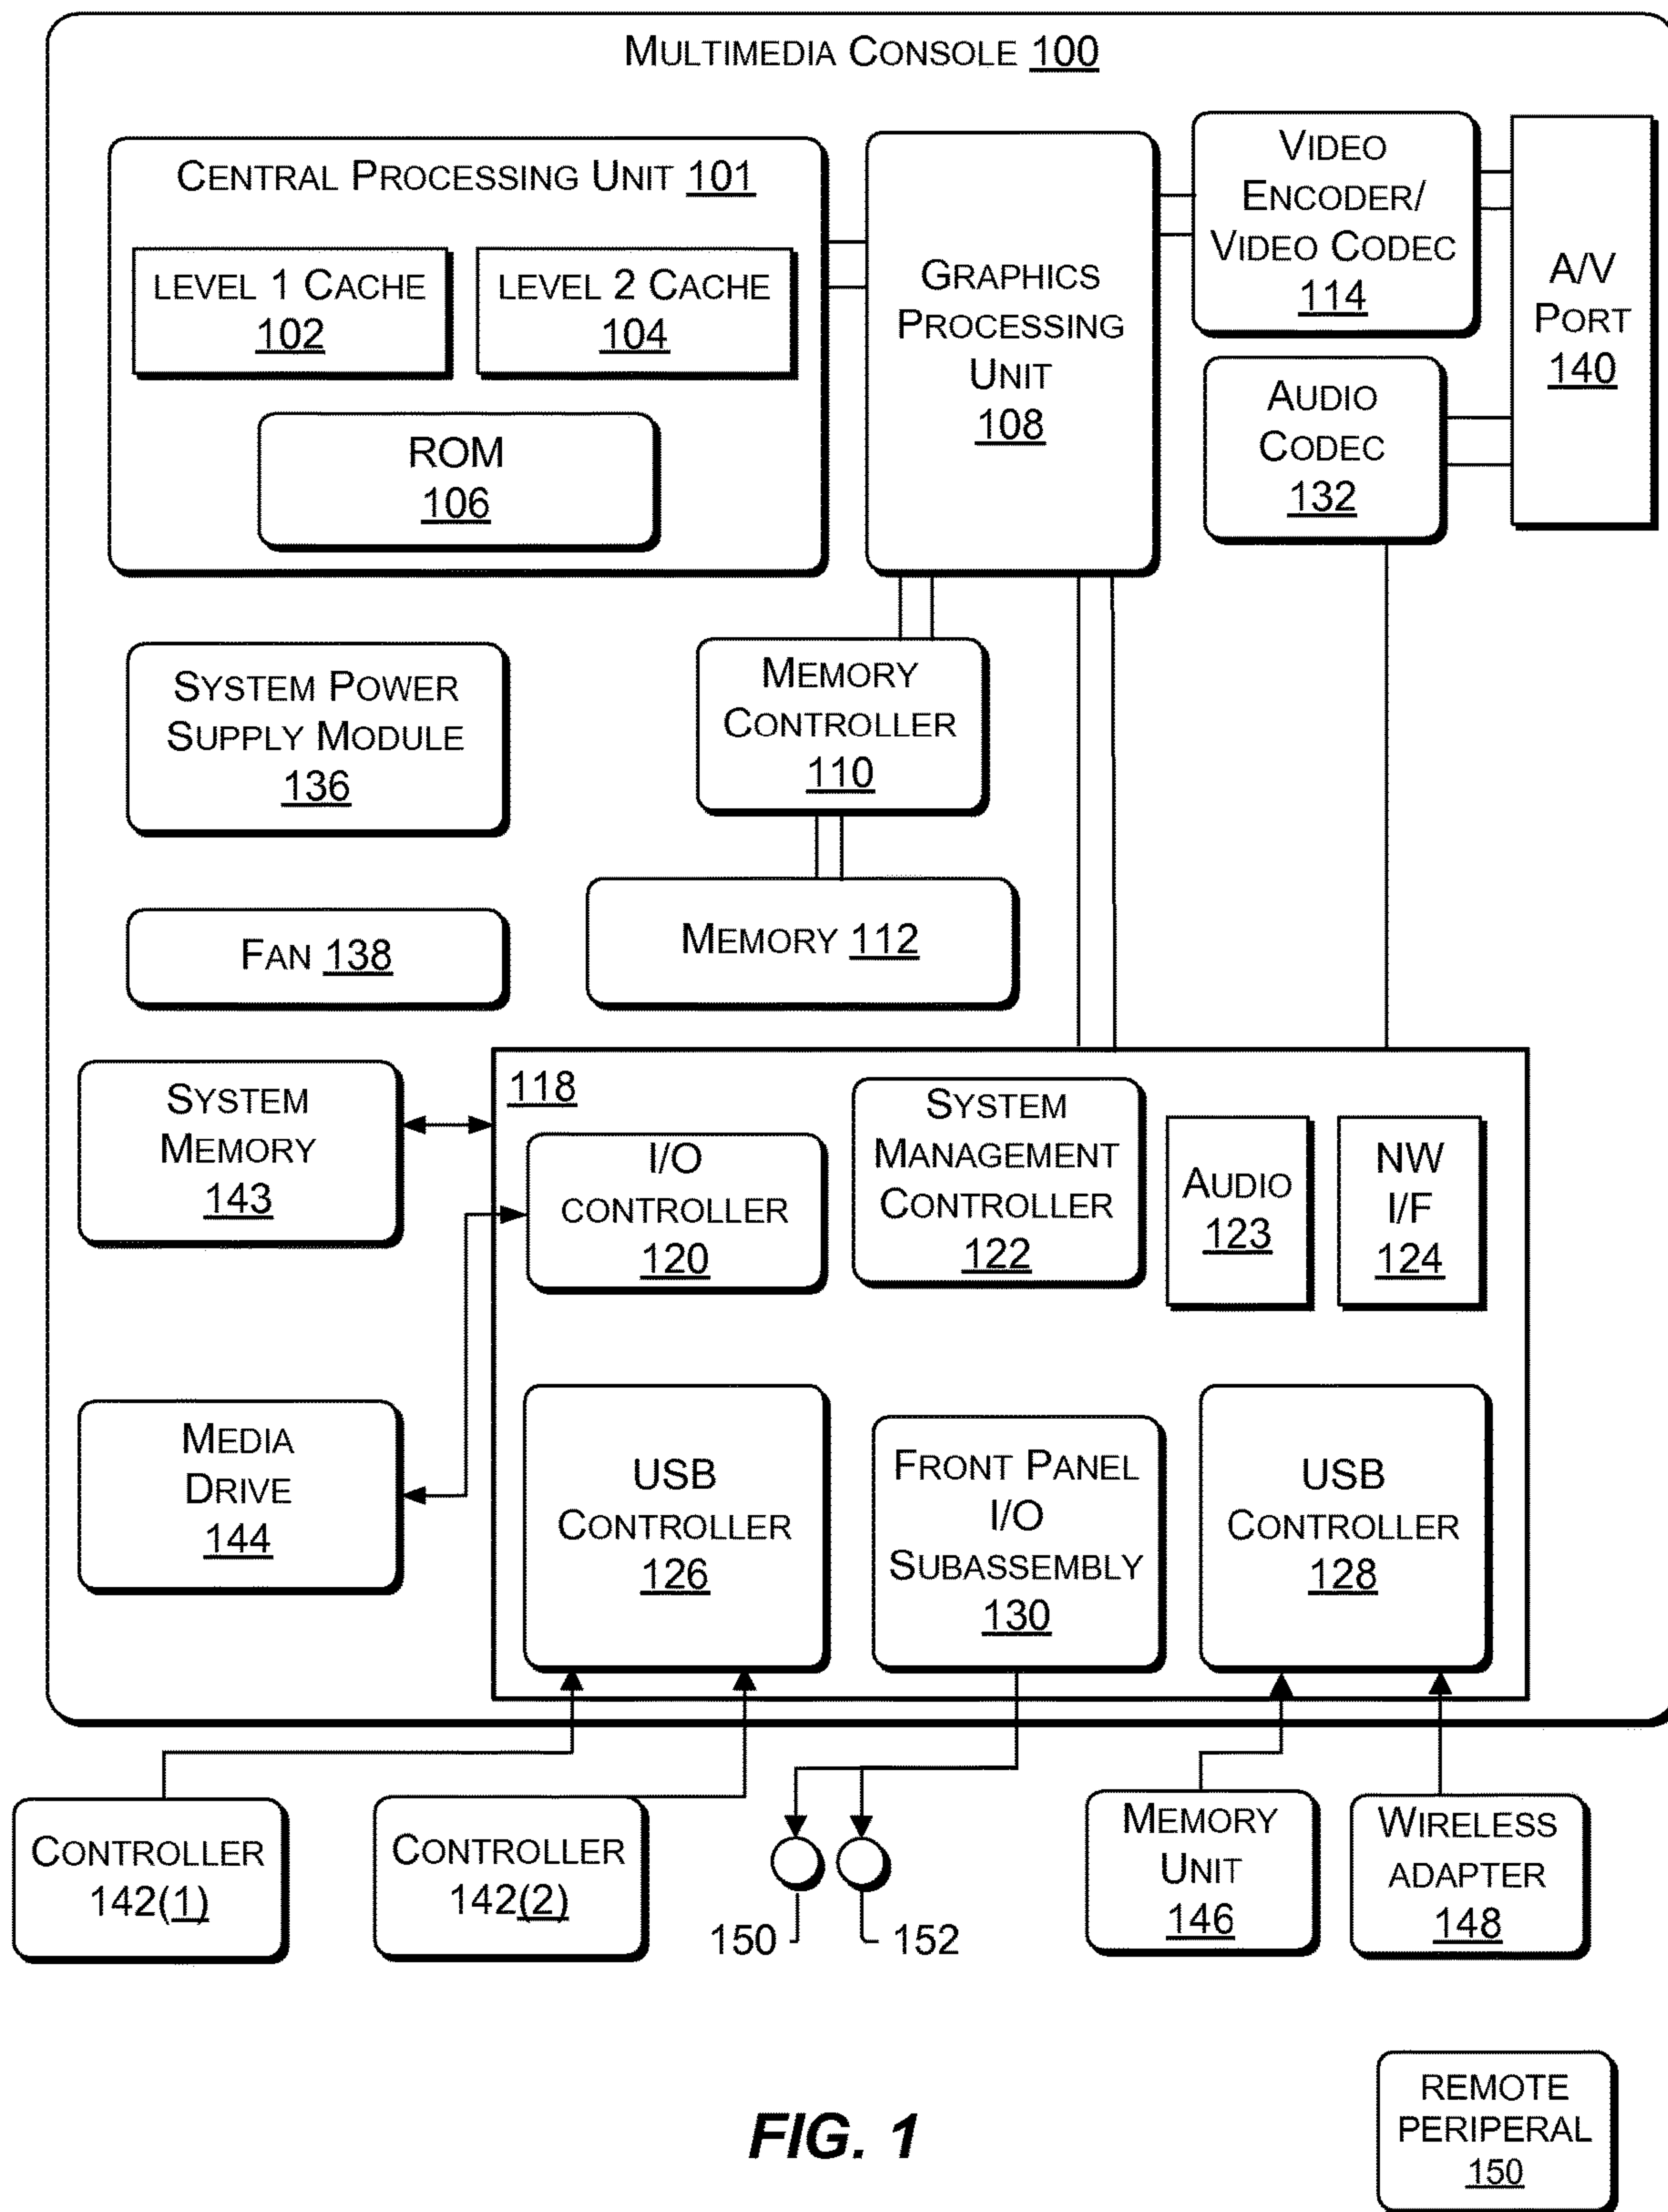 MULTIMEDIA CONSOLE 100
CENTRAL PROCESSING UNIT 101
LEVEL 1 CACHE
102
LEVEL 2 CACHE
104
ROM
106
GRAPHICS
PROCESSING
UNIT
108
VIDEO
ENCODER/
VIDEO CODEC
114
A/V
PORT
140
AUDIO
CODEC
132
SYSTEM POWER
SUPPLY MODULE
136
MEMORY
CONTROLLER
110
FAN 138
MEMORY 112
SYSTEM
MEMORY
143
118
I/O
CONTROLLER
120
SYSTEM
MANAGEMENT
CONTROLLER
122
AUDIO
123
NW
I/F
124
MEDIA
DRIVE
144
USB
CONTROLLER
126
FRONT PANEL
I/O
SUBASSEMBLY
130
USB
CONTROLLER
128
CONTROLLER
142(1)
CONTROLLER
142(2)
150
152
MEMORY
UNIT
146
WIRELESS
ADAPTER
148
FIG. 1
REMOTE
PERIPERAL
150